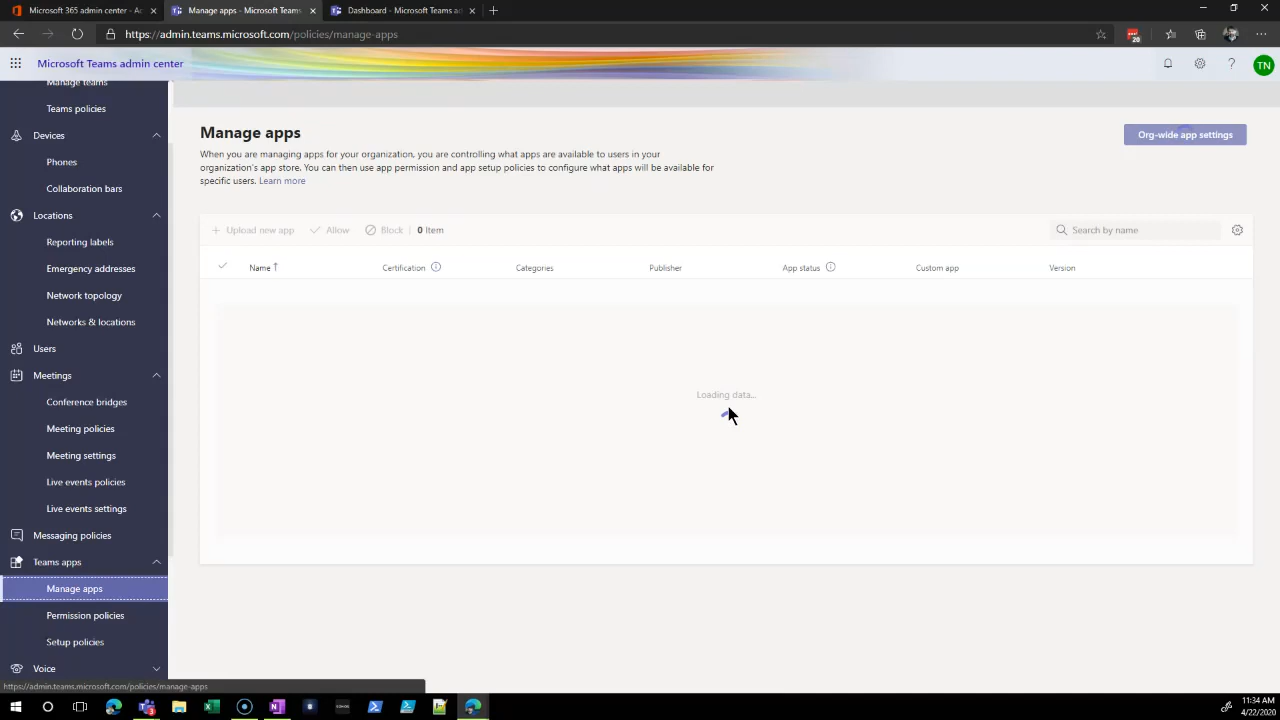 Microsoft 365 admin center - Ac
Manage apps - Microsoft Teams
Dashboard - Microsoft Teams ad
https://admin.teams.microsoft.com/policies/manage-apps
20
Microsoft Teams admin center
TN
Manage teams
Teams policies
Devices
Phones
Collaboration bars
Locations
Reporting labels
Emergency addresses
Network topology
Networks & locations
Users
Meetings
Conference bridges
Meeting policies
Meeting settings
Live events policies
Live events settings
Messaging policies
Teams apps
Manage apps
Permission policies
Setup policies
Voice
Manage apps
Org-wide app settings
When you are managing apps for your organization, you are controlling what apps are available to users in your
organization's app store. You can then use app permission and app setup policies to configure what apps will be available for
specific users. Learn more
Upload new app Allow Block 0 Item
Search by name
Name Certification Categories Publisher App status Custom app Version
Loading data...
https://admin.teams.microsoft.com/policies/manage-apps
11:34 AM
4/22/2020